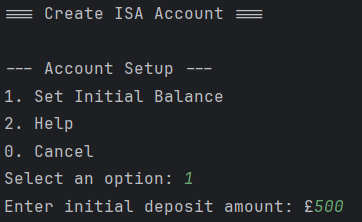 === Create ISA Account ===
--- Account Setup ---
1. Set Initial Balance
2. Help
0. Cancel
Select an option: 1
Enter initial deposit amount: £500